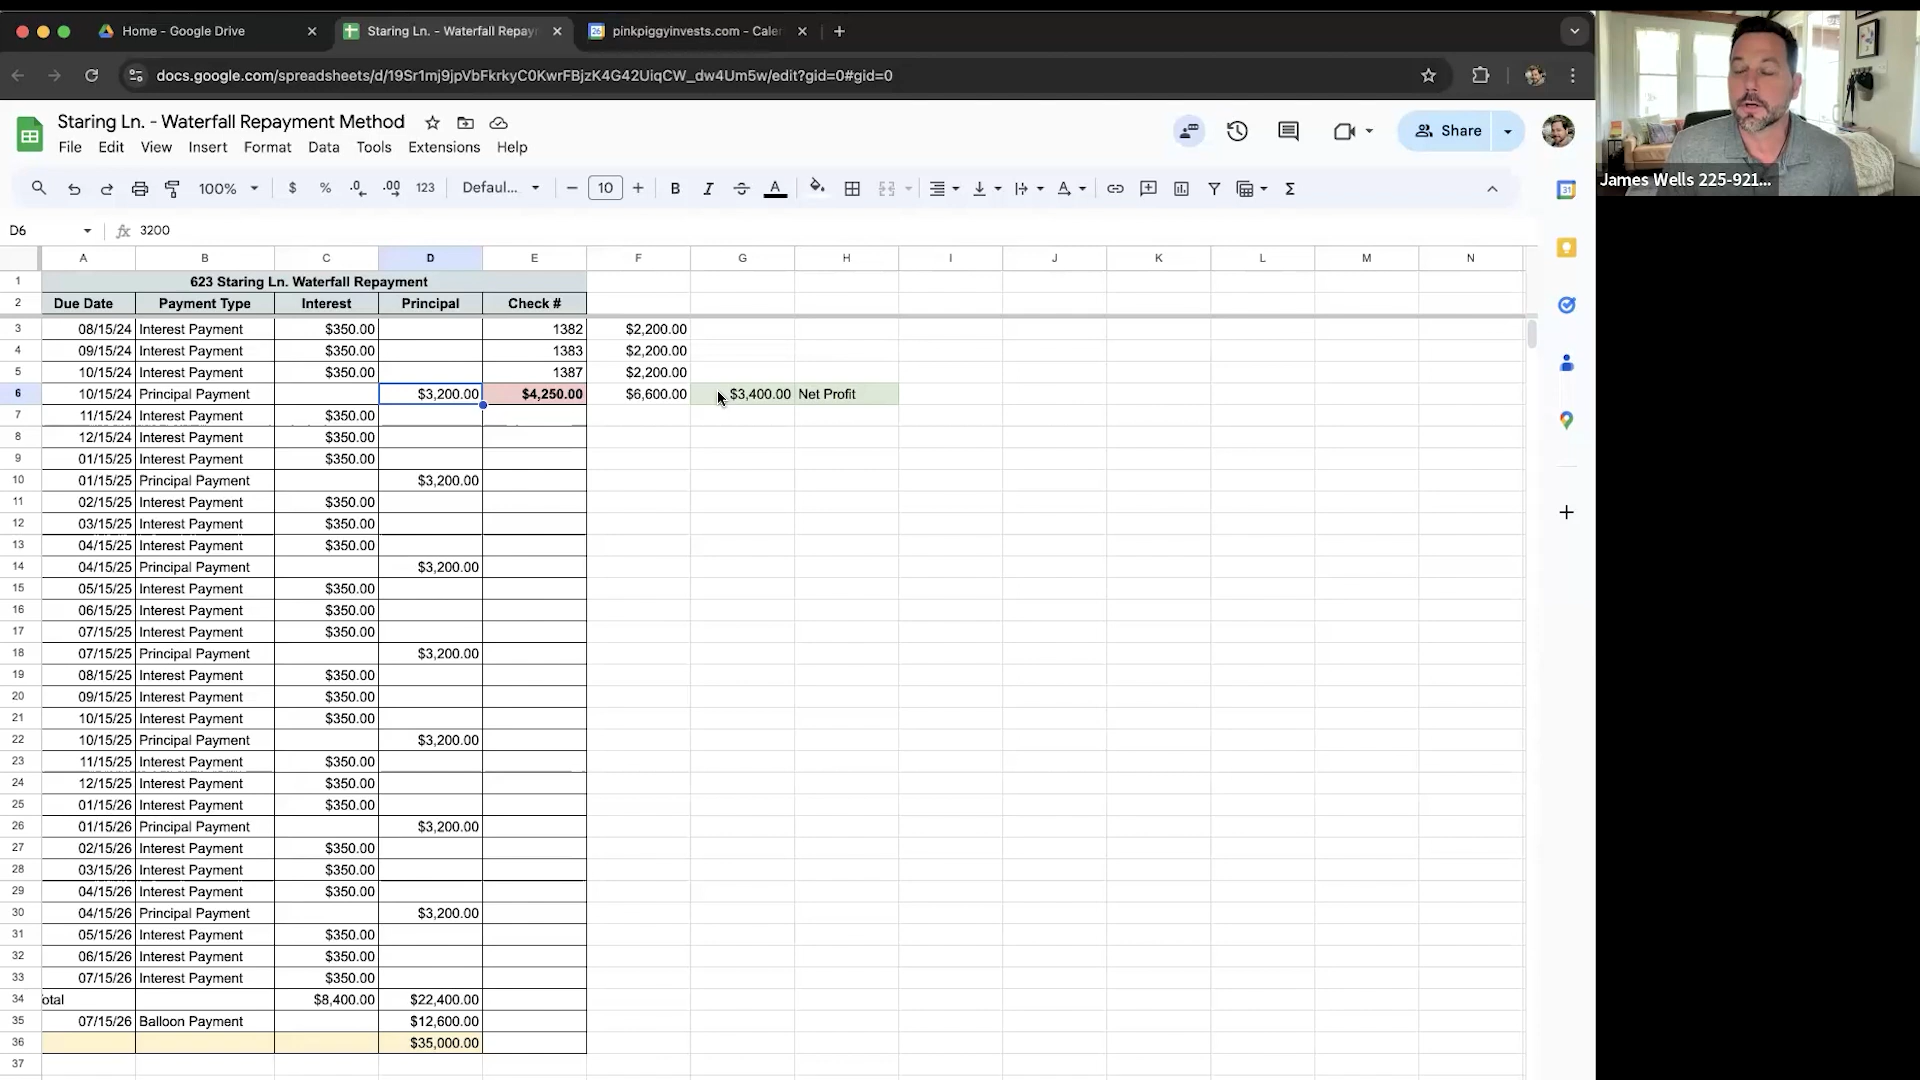 Home - Google Drive
Staring Ln. - Waterfall Repaym
pinkpiggyinvests.com - Caler
docs.google.com/spreadsheets/d/19Sr1mj9jpVbFkrkyC0KwrFBjzK4G42UiqCW_dw4Um5w/edit?gid=0#gid=0
Staring Ln. - Waterfall Repayment Method
Share
File Edit View Insert Format Data Tools Extensions Help
100% $ % .0 .00 123 Defaul... 10 B I A
D6 fx 3200
James Wells 225-921...
A B C D E F G H I J K L M N
1 623 Staring Ln. Waterfall Repayment
2 Due Date Payment Type Interest Principal Check #
3 08/15/24 Interest Payment $350.00 1382 $2,200.00
4 09/15/24 Interest Payment $350.00 1383 $2,200.00
5 10/15/24 Interest Payment $350.00 1387 $2,200.00
6 10/15/24 Principal Payment $3,200.00 $4,250.00 $6,600.00 $3,400.00 Net Profit
7 11/15/24 Interest Payment $350.00
8 12/15/24 Interest Payment $350.00
9 01/15/25 Interest Payment $350.00
10 01/15/25 Principal Payment $3,200.00
11 02/15/25 Interest Payment $350.00
12 03/15/25 Interest Payment $350.00
13 04/15/25 Interest Payment $350.00
14 04/15/25 Principal Payment $3,200.00
15 05/15/25 Interest Payment $350.00
16 06/15/25 Interest Payment $350.00
17 07/15/25 Interest Payment $350.00
18 07/15/25 Principal Payment $3,200.00
19 08/15/25 Interest Payment $350.00
20 09/15/25 Interest Payment $350.00
21 10/15/25 Interest Payment $350.00
22 10/15/25 Principal Payment $3,200.00
23 11/15/25 Interest Payment $350.00
24 12/15/25 Interest Payment $350.00
25 01/15/26 Interest Payment $350.00
26 01/15/26 Principal Payment $3,200.00
27 02/15/26 Interest Payment $350.00
28 03/15/26 Interest Payment $350.00
29 04/15/26 Interest Payment $350.00
30 04/15/26 Principal Payment $3,200.00
31 05/15/26 Interest Payment $350.00
32 06/15/26 Interest Payment $350.00
33 07/15/26 Interest Payment $350.00
34 otal $8,400.00 $22,400.00
35 07/15/26 Balloon Payment $12,600.00
36 $35,000.00
37